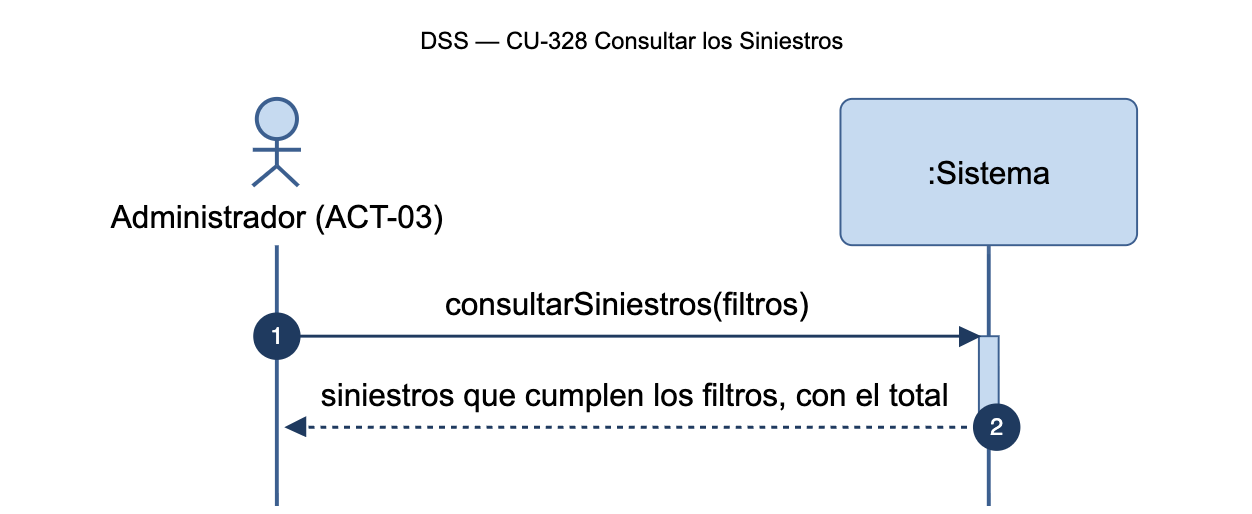 DSS — CU-328 Consultar los Siniestros
:Sistema
Administrador (ACT-03)
consultarSiniestros(filtros)
1
siniestros que cumplen los filtros, con el total
2